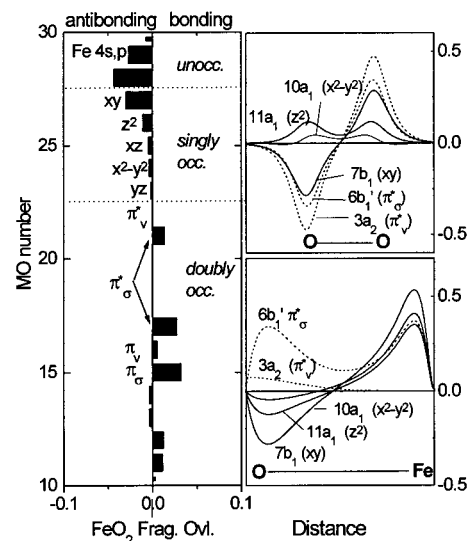 antibonding bonding
30
Fe 4s,p
unocc.
xy
z²
25
xz
singly
occ.
x²-y²
yz
π*v
MO number
20
π*σ
doubly
occ.
πv
15
πσ
10
-0.1 0.0 0.1
FeO₂ Frag. Ovl.
0.5
10a₁ (x²-y²)
11a₁ (z²)
0.0
7b₁ (xy)
6b₁' (π*σ)
3a₂ (π*v)
-0.5
O O
6b₁' π*σ
0.5
3a₂ (π*v)
0.0
10a₁ (x²-y²)
11a₁ (z²)
7b₁ (xy)
O Fe
-0.5
Distance